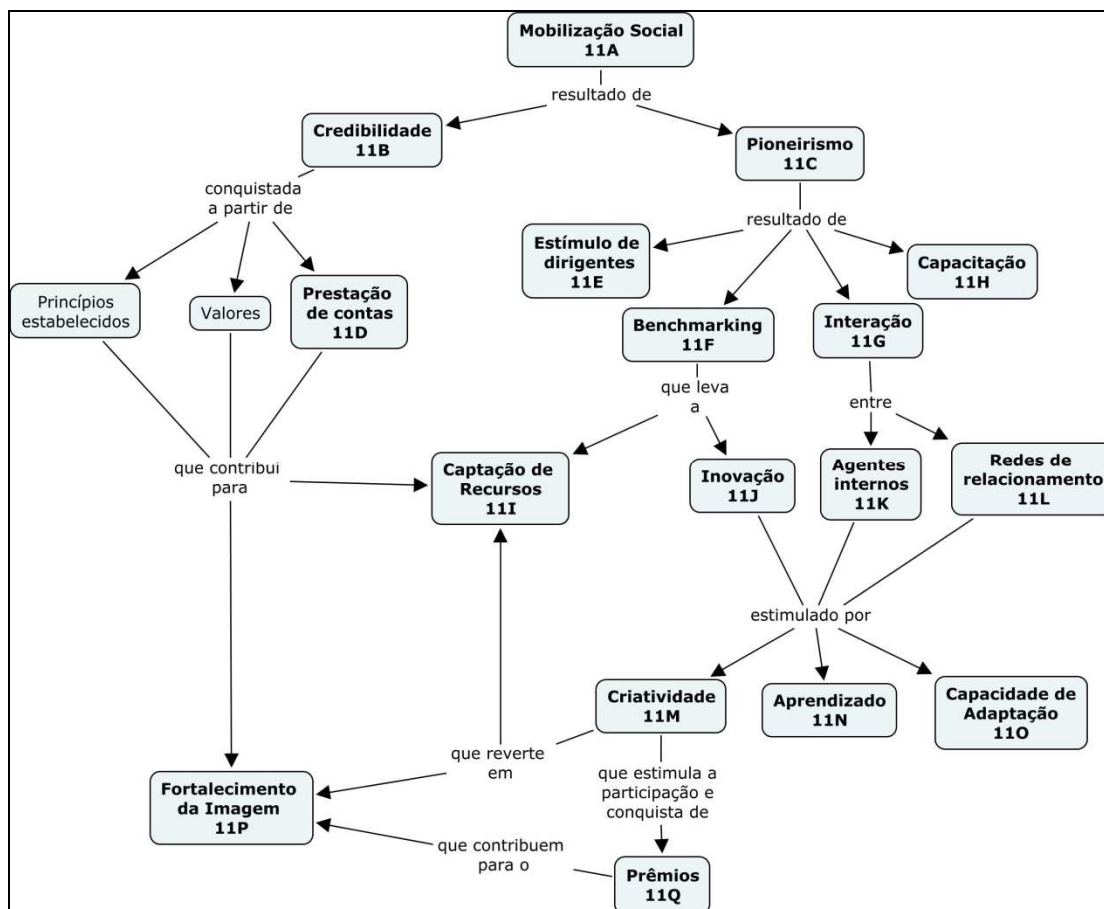 Mobilização Social
11A
resultado de
Credibilidade
11B
Pioneirismo
11C
conquistada
a partir de
resultado de
Estímulo de
dirigentes
11E
Capacitação
11H
Princípios
estabelecidos
Valores
Prestação
de contas
11D
Benchmarking
11F
Interação
11G
que leva
a
entre
que contribui
para
Captação de
Recursos
11I
Inovação
11J
Agentes
internos
11K
Redes de
relacionamento
11L
estimulado por
Criatividade
11M
Aprendizado
11N
Capacidade de
Adaptação
11O
que reverte
em
que estimula a
participação e
conquista de
Fortalecimento
da Imagem
11P
que contribuem
para o
Prêmios
11Q